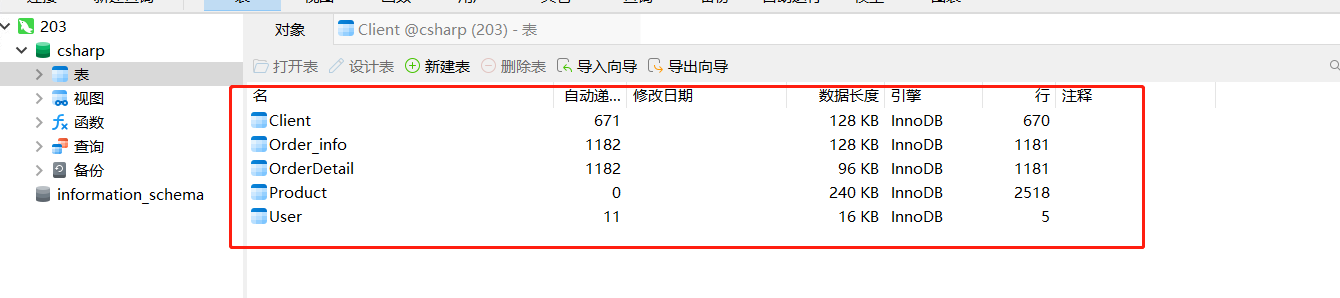 203
csharp
表
视图
函数
查询
备份
information_schema
对象 Client @csharp (203) - 表
打开表 设计表 新建表 删除表 导入向导 导出向导
名 自动递... 修改日期 数据长度 引擎 行 注释
Client 671 128 KB InnoDB 670
Order_info 1182 128 KB InnoDB 1181
OrderDetail 1182 96 KB InnoDB 1181
Product 0 240 KB InnoDB 2518
User 11 16 KB InnoDB 5